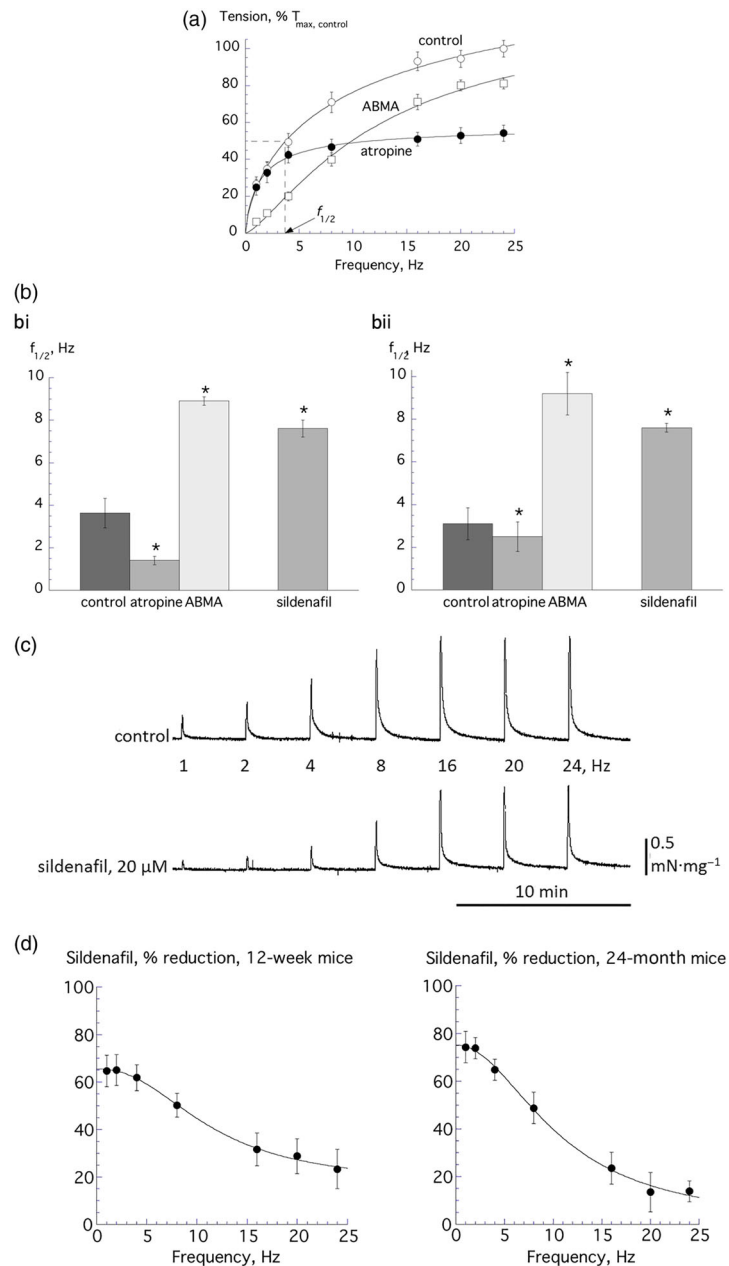 (a)
Tension, % Tmax, control
control
ABMA
atropine
100
80
60
40
20
0
f1/2
0 5 10 15 20 25
Frequency, Hz
(b)
bi
f1/2, Hz
10
8
6
4
2
0
* * *
control atropine ABMA sildenafil
bii
f1/2, Hz
10
8
6
4
2
0
* * *
control atropine ABMA sildenafil
(c)
control
1 2 4 8 16 20 24, Hz
sildenafil, 20 μM
0.5
mN·mg⁻¹
10 min
(d)
Sildenafil, % reduction, 12-week mice
100
80
60
40
20
0
0 5 10 15 20 25
Frequency, Hz
Sildenafil, % reduction, 24-month mice
100
80
60
40
20
0
0 5 10 15 20 25
Frequency, Hz